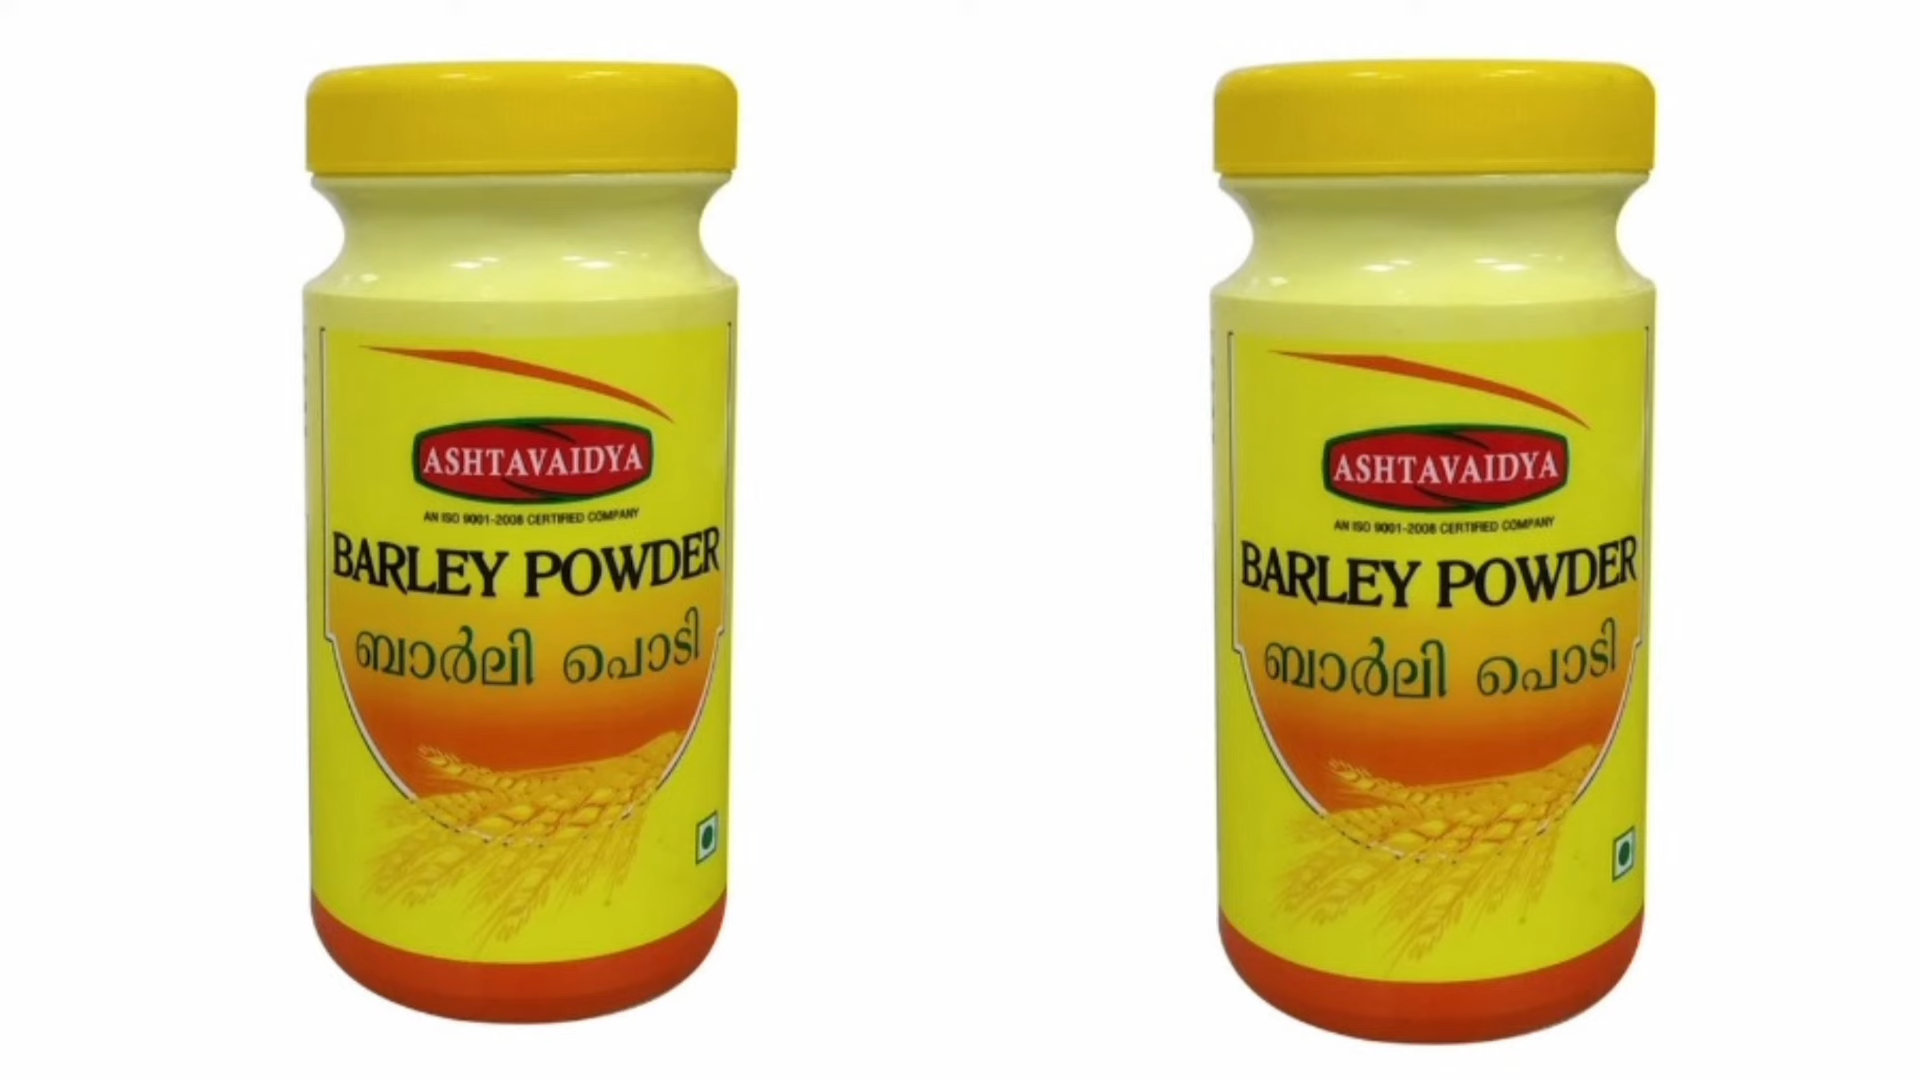 ASHTAVAIDYA
AN ISO 9001-2008 CERTIFIED COMPANY
BARLEY POWDER
ബാർലി പൊടി
ASHTAVAIDYA
AN ISO 9001-2008 CERTIFIED COMPANY
BARLEY POWDER
ബാർലി പൊടി